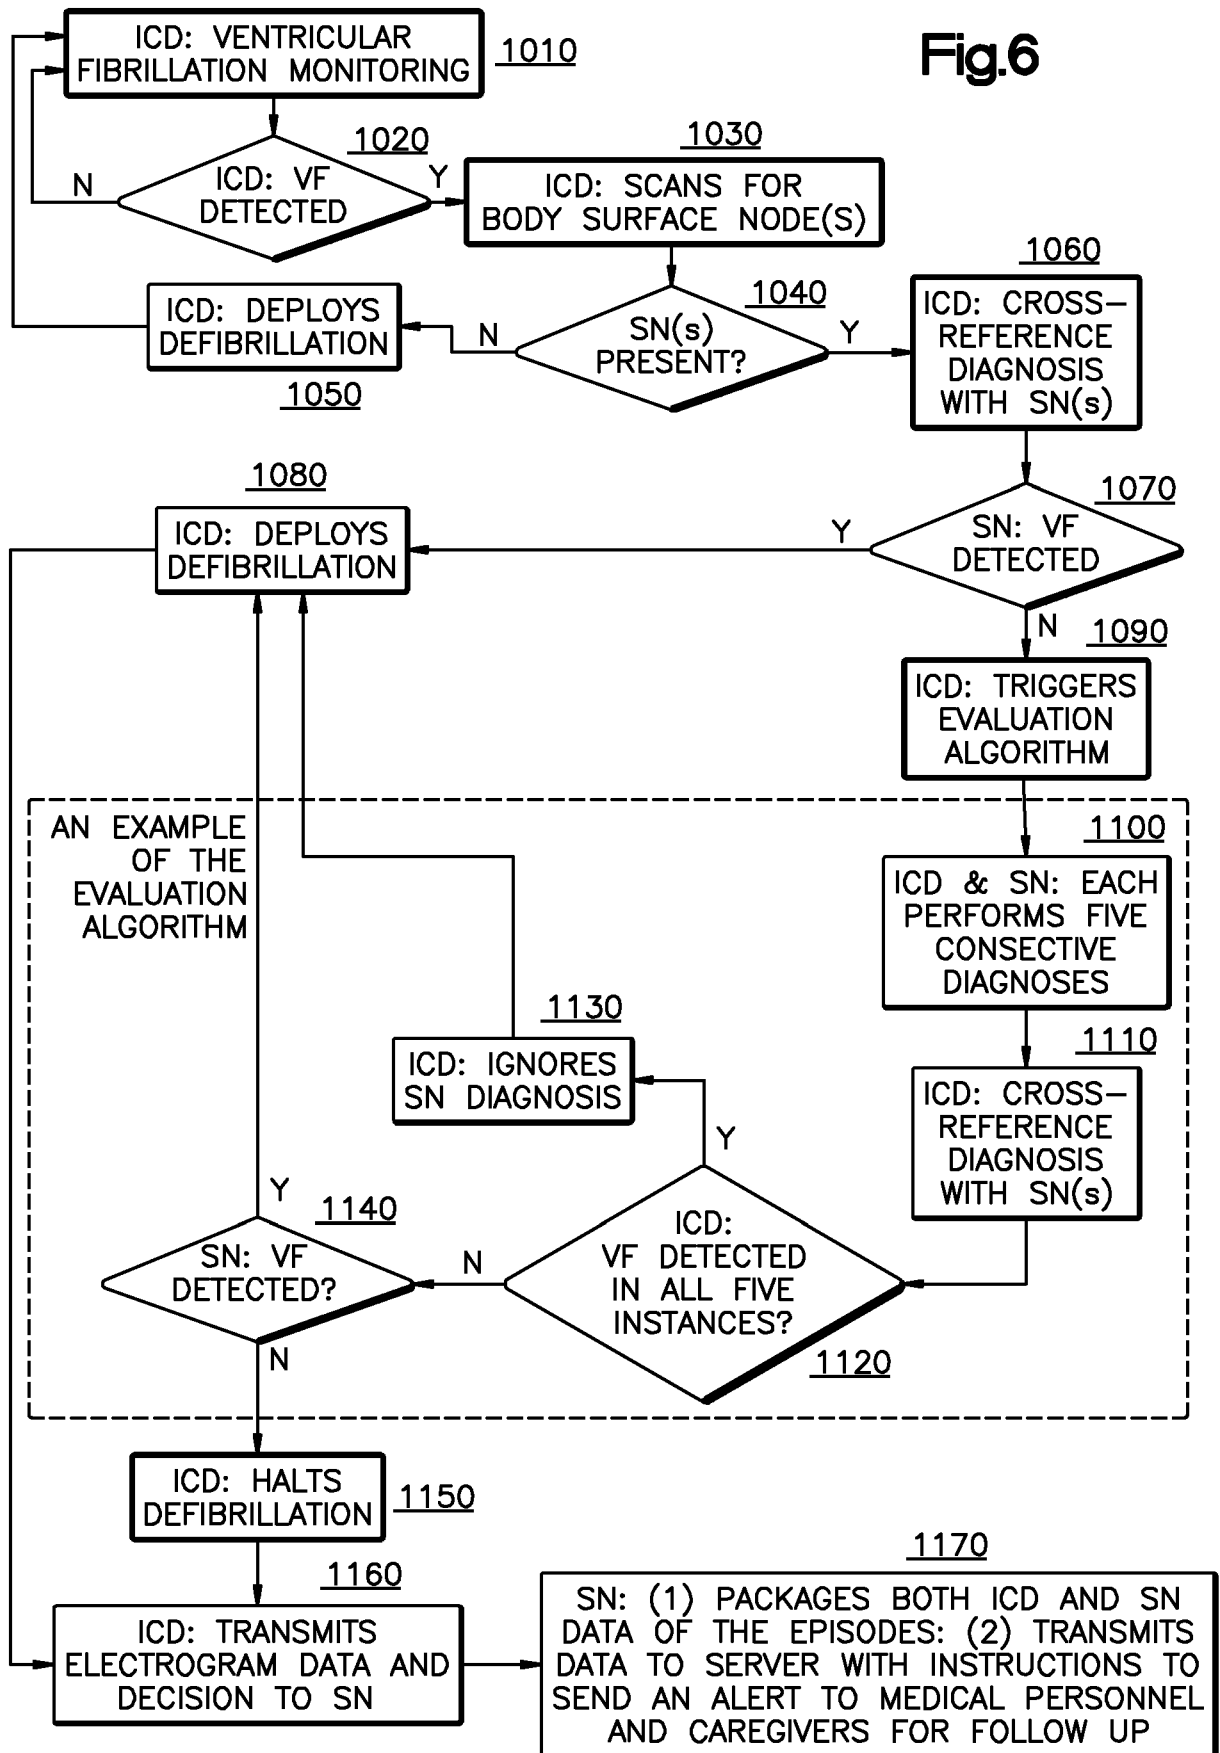 Fig.6
ICD: VENTRICULAR
FIBRILLATION MONITORING
1010
1020
ICD: VF
DETECTED
N
Y
1030
ICD: SCANS FOR
BODY SURFACE NODE(S)
1040
SN(s)
PRESENT?
N
Y
ICD: DEPLOYS
DEFIBRILLATION
1050
1060
ICD: CROSS–
REFERENCE
DIAGNOSIS
WITH SN(s)
1070
SN: VF
DETECTED
Y
N
1080
ICD: DEPLOYS
DEFIBRILLATION
1090
ICD: TRIGGERS
EVALUATION
ALGORITHM
AN EXAMPLE
OF THE
EVALUATION
ALGORITHM
1100
ICD & SN: EACH
PERFORMS FIVE
CONSECTIVE
DIAGNOSES
1110
ICD: CROSS–
REFERENCE
DIAGNOSIS
WITH SN(s)
1130
ICD: IGNORES
SN DIAGNOSIS
Y
ICD:
VF DETECTED
IN ALL FIVE
INSTANCES?
1120
N
Y
1140
SN: VF
DETECTED?
N
ICD: HALTS
DEFIBRILLATION
1150
1160
ICD: TRANSMITS
ELECTROGRAM DATA AND
DECISION TO SN
1170
SN: (1) PACKAGES BOTH ICD AND SN
DATA OF THE EPISODES: (2) TRANSMITS
DATA TO SERVER WITH INSTRUCTIONS TO
SEND AN ALERT TO MEDICAL PERSONNEL
AND CAREGIVERS FOR FOLLOW UP